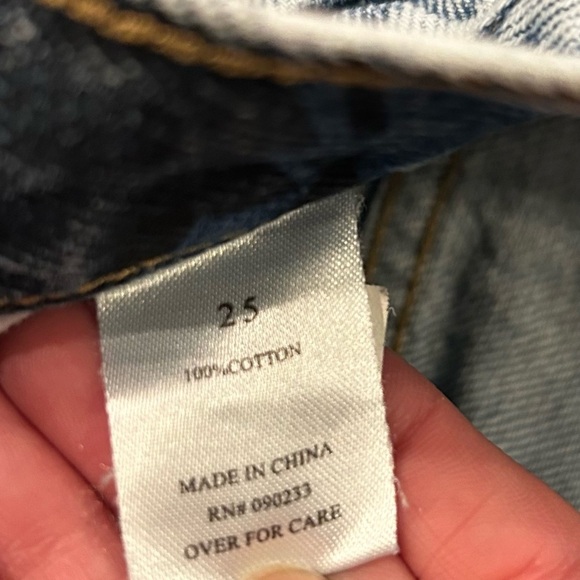 25
100%COTTON
MADE IN CHINA
RN# 090233
OVER FOR CARE